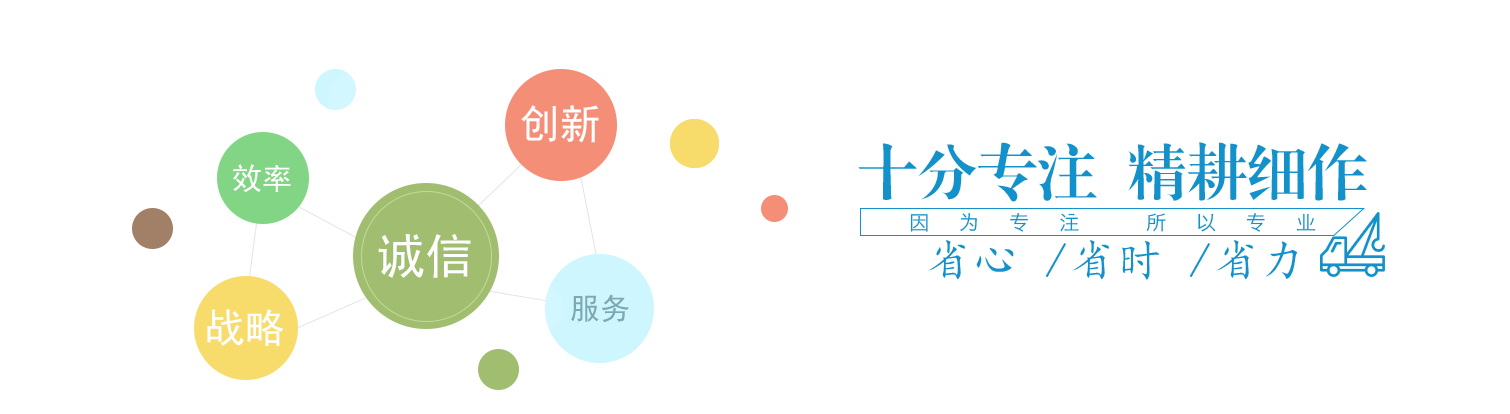 创新
效率
诚信
服务
战略
十分专注 精耕细作
因为专注 所以专业
省心 /省时 /省力